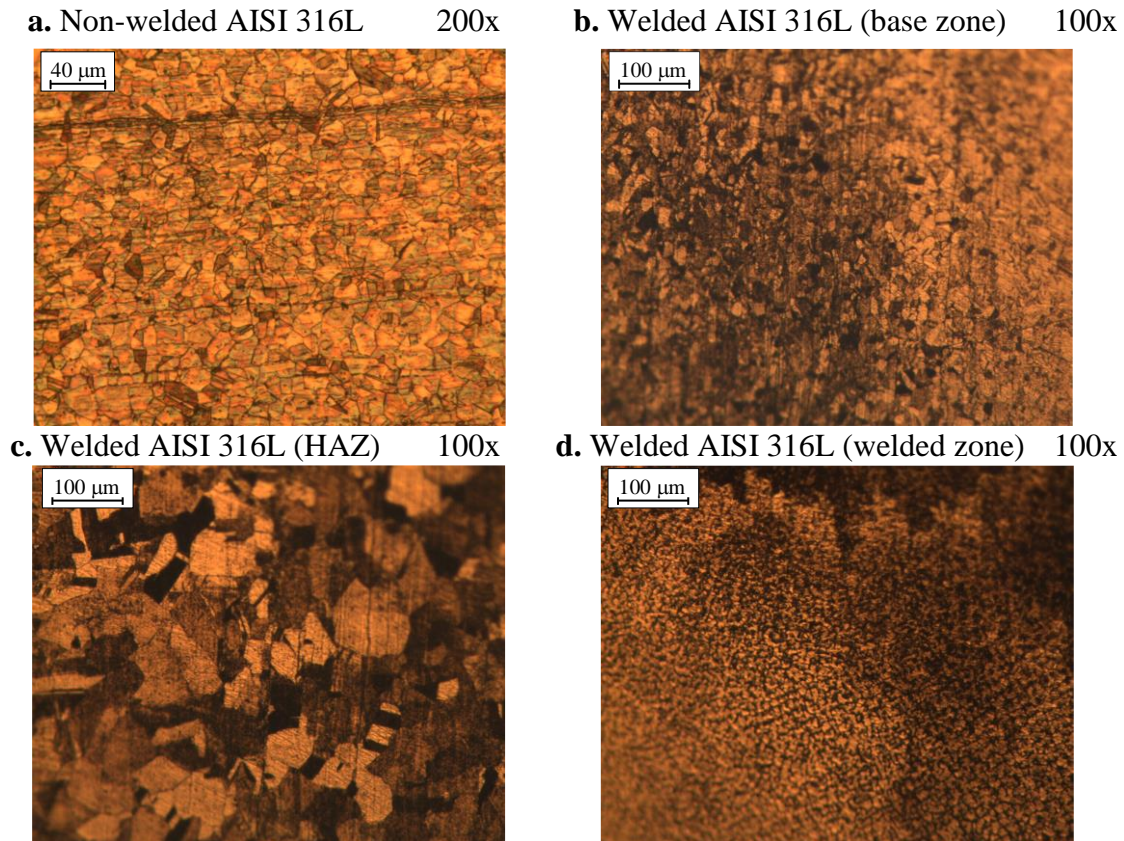 a. Non-welded AISI 316L 200x
40 μm
b. Welded AISI 316L (base zone) 100x
100 μm
c. Welded AISI 316L (HAZ) 100x
100 μm
d. Welded AISI 316L (welded zone) 100x
100 μm